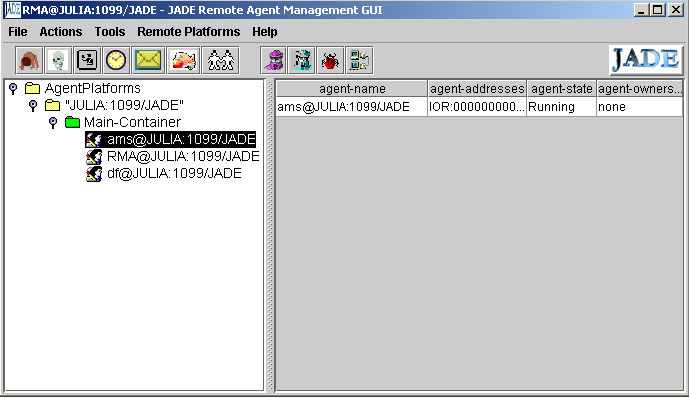 RMA@JULIA:1099/JADE - JADE Remote Agent Management GUI
File Actions Tools Remote Platforms Help
JADE
AgentPlatforms
"JULIA:1099/JADE"
Main-Container
ams@JULIA:1099/JADE
RMA@JULIA:1099/JADE
df@JULIA:1099/JADE
agent-name agent-addresses agent-state agent-owners...
ams@JULIA:1099/JADE IOR:000000000... Running none